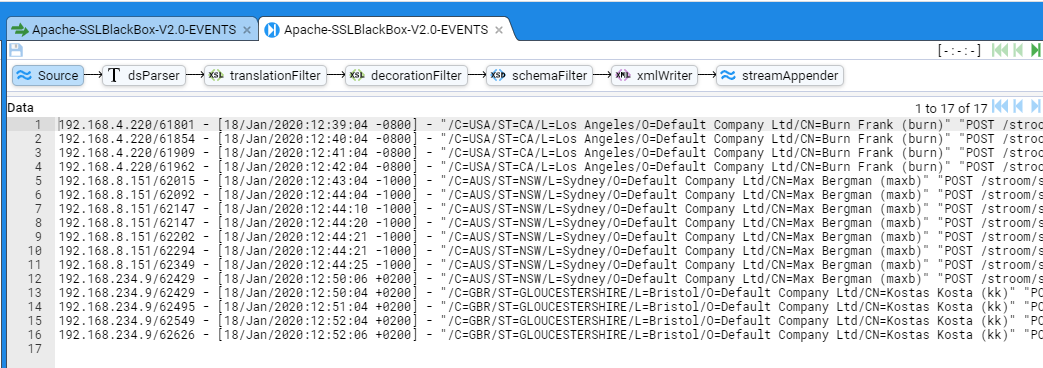 Apache-SSLBlackBox-V2.0-EVENTS × Apache-SSLBlackBox-V2.0-EVENTS ×
[-:-:-]
Source T dsParser XSL translationFilter XSL decorationFilter XSD schemaFilter XML xmlWriter streamAppender
Data 1 to 17 of 17
1 192.168.4.220/61801 - [18/Jan/2020:12:39:04 -0800] - "/C=USA/ST=CA/L=Los Angeles/O=Default Company Ltd/CN=Burn Frank (burn)" "POST /stroo
2 192.168.4.220/61854 - [18/Jan/2020:12:40:04 -0800] - "/C=USA/ST=CA/L=Los Angeles/O=Default Company Ltd/CN=Burn Frank (burn)" "POST /stroo
3 192.168.4.220/61909 - [18/Jan/2020:12:41:04 -0800] - "/C=USA/ST=CA/L=Los Angeles/O=Default Company Ltd/CN=Burn Frank (burn)" "POST /stroo
4 192.168.4.220/61962 - [18/Jan/2020:12:42:04 -0800] - "/C=USA/ST=CA/L=Los Angeles/O=Default Company Ltd/CN=Burn Frank (burn)" "POST /stroo
5 192.168.8.151/62015 - [18/Jan/2020:12:43:04 -1000] - "/C=AUS/ST=NSW/L=Sydney/O=Default Company Ltd/CN=Max Bergman (maxb)" "POST /stroom/s
6 192.168.8.151/62092 - [18/Jan/2020:12:44:04 -1000] - "/C=AUS/ST=NSW/L=Sydney/O=Default Company Ltd/CN=Max Bergman (maxb)" "POST /stroom/s
7 192.168.8.151/62147 - [18/Jan/2020:12:44:10 -1000] - "/C=AUS/ST=NSW/L=Sydney/O=Default Company Ltd/CN=Max Bergman (maxb)" "POST /stroom/s
8 192.168.8.151/62147 - [18/Jan/2020:12:44:20 -1000] - "/C=AUS/ST=NSW/L=Sydney/O=Default Company Ltd/CN=Max Bergman (maxb)" "POST /stroom/s
9 192.168.8.151/62202 - [18/Jan/2020:12:44:21 -1000] - "/C=AUS/ST=NSW/L=Sydney/O=Default Company Ltd/CN=Max Bergman (maxb)" "POST /stroom/s
10 192.168.8.151/62294 - [18/Jan/2020:12:44:21 -1000] - "/C=AUS/ST=NSW/L=Sydney/O=Default Company Ltd/CN=Max Bergman (maxb)" "POST /stroom/s
11 192.168.8.151/62349 - [18/Jan/2020:12:44:25 -1000] - "/C=AUS/ST=NSW/L=Sydney/O=Default Company Ltd/CN=Max Bergman (maxb)" "POST /stroom/s
12 192.168.234.9/62429 - [18/Jan/2020:12:50:06 +0200] - "/C=GBR/ST=GLOUCESTERSHIRE/L=Bristol/O=Default Company Ltd/CN=Kostas Kosta (kk)" "PO
13 192.168.234.9/62429 - [18/Jan/2020:12:50:04 +0200] - "/C=GBR/ST=GLOUCESTERSHIRE/L=Bristol/O=Default Company Ltd/CN=Kostas Kosta (kk)" "PO
14 192.168.234.9/62495 - [18/Jan/2020:12:51:04 +0200] - "/C=GBR/ST=GLOUCESTERSHIRE/L=Bristol/O=Default Company Ltd/CN=Kostas Kosta (kk)" "PO
15 192.168.234.9/62549 - [18/Jan/2020:12:52:04 +0200] - "/C=GBR/ST=GLOUCESTERSHIRE/L=Bristol/O=Default Company Ltd/CN=Kostas Kosta (kk)" "PO
16 192.168.234.9/62626 - [18/Jan/2020:12:52:06 +0200] - "/C=GBR/ST=GLOUCESTERSHIRE/L=Bristol/O=Default Company Ltd/CN=Kostas Kosta (kk)" "PO
17